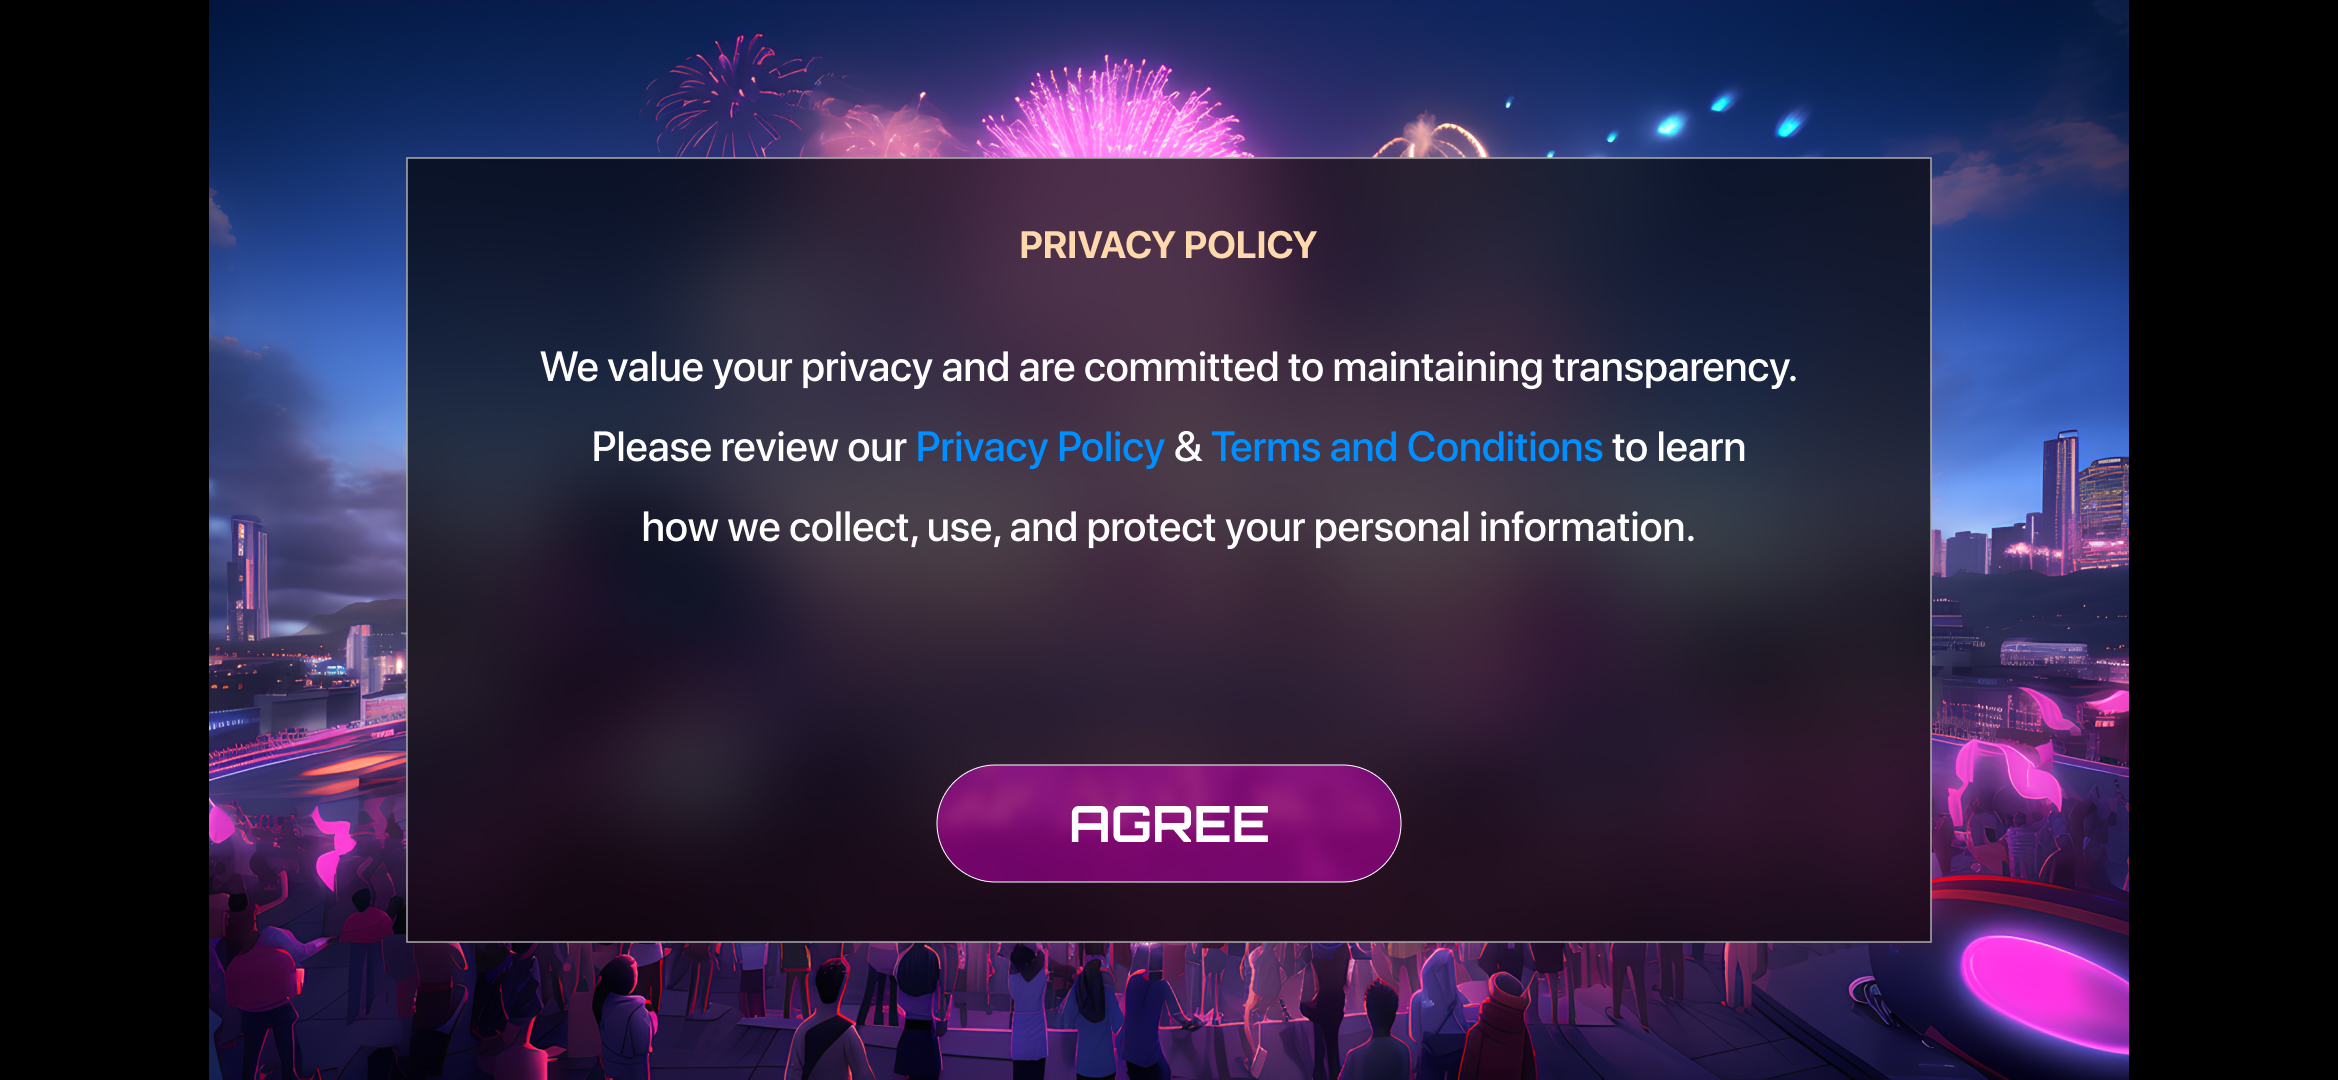 PRIVACY POLICY
We value your privacy and are committed to maintaining transparency.
Please review our Privacy Policy & Terms and Conditions to learn
how we collect, use, and protect your personal information.
AGREE